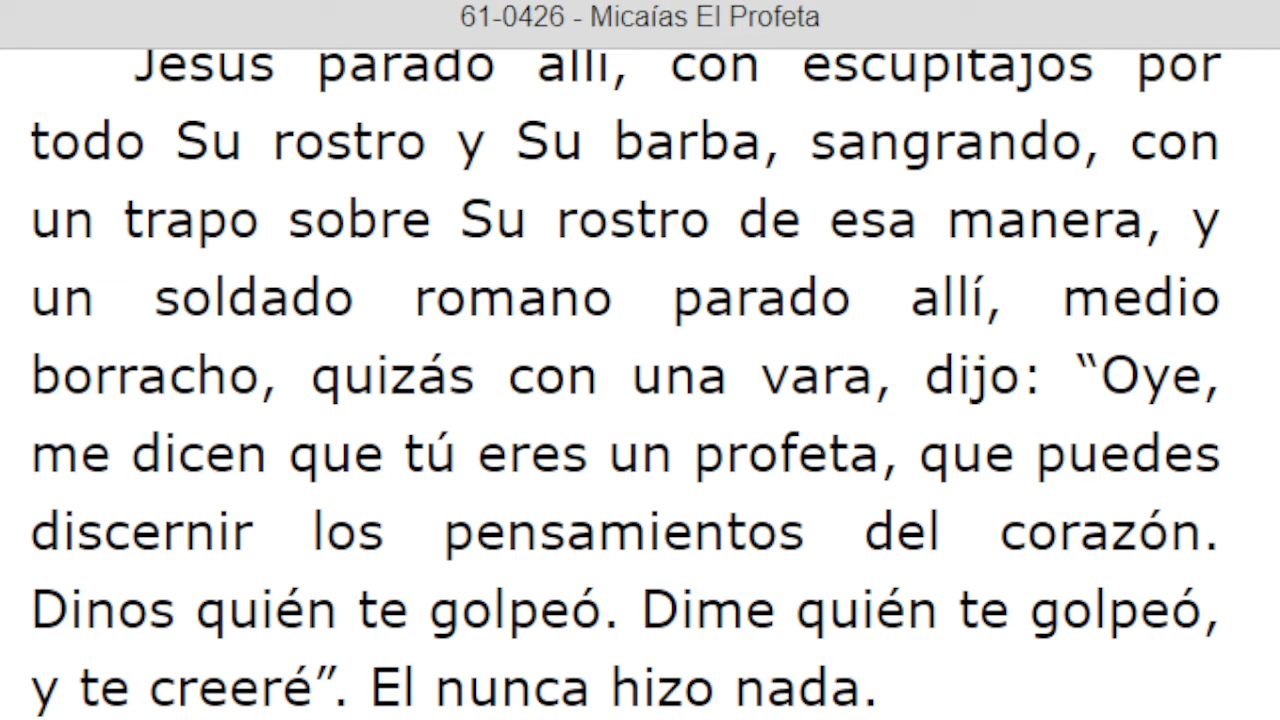 61-0426 - Micaías El Profeta
Jesús parado allí, con escupitajos por
todo Su rostro y Su barba, sangrando, con
un trapo sobre Su rostro de esa manera, y
un soldado romano parado allí, medio
borracho, quizás con una vara, dijo: “Oye,
me dicen que tú eres un profeta, que puedes
discernir los pensamientos del corazón.
Dinos quién te golpeó. Dime quién te golpeó,
y te creeré”. El nunca hizo nada.